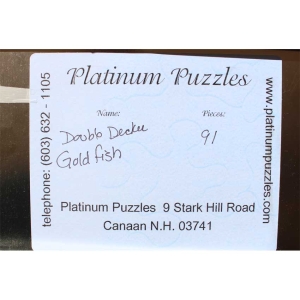 Platinum Puzzles
Name:
Pieces:
Doubb Decker
91
Gold fish
Platinum Puzzles 9 Stark Hill Road
Canaan N.H. 03741
telephone: (603) 632 - 1105
www.platinumpuzzles.com